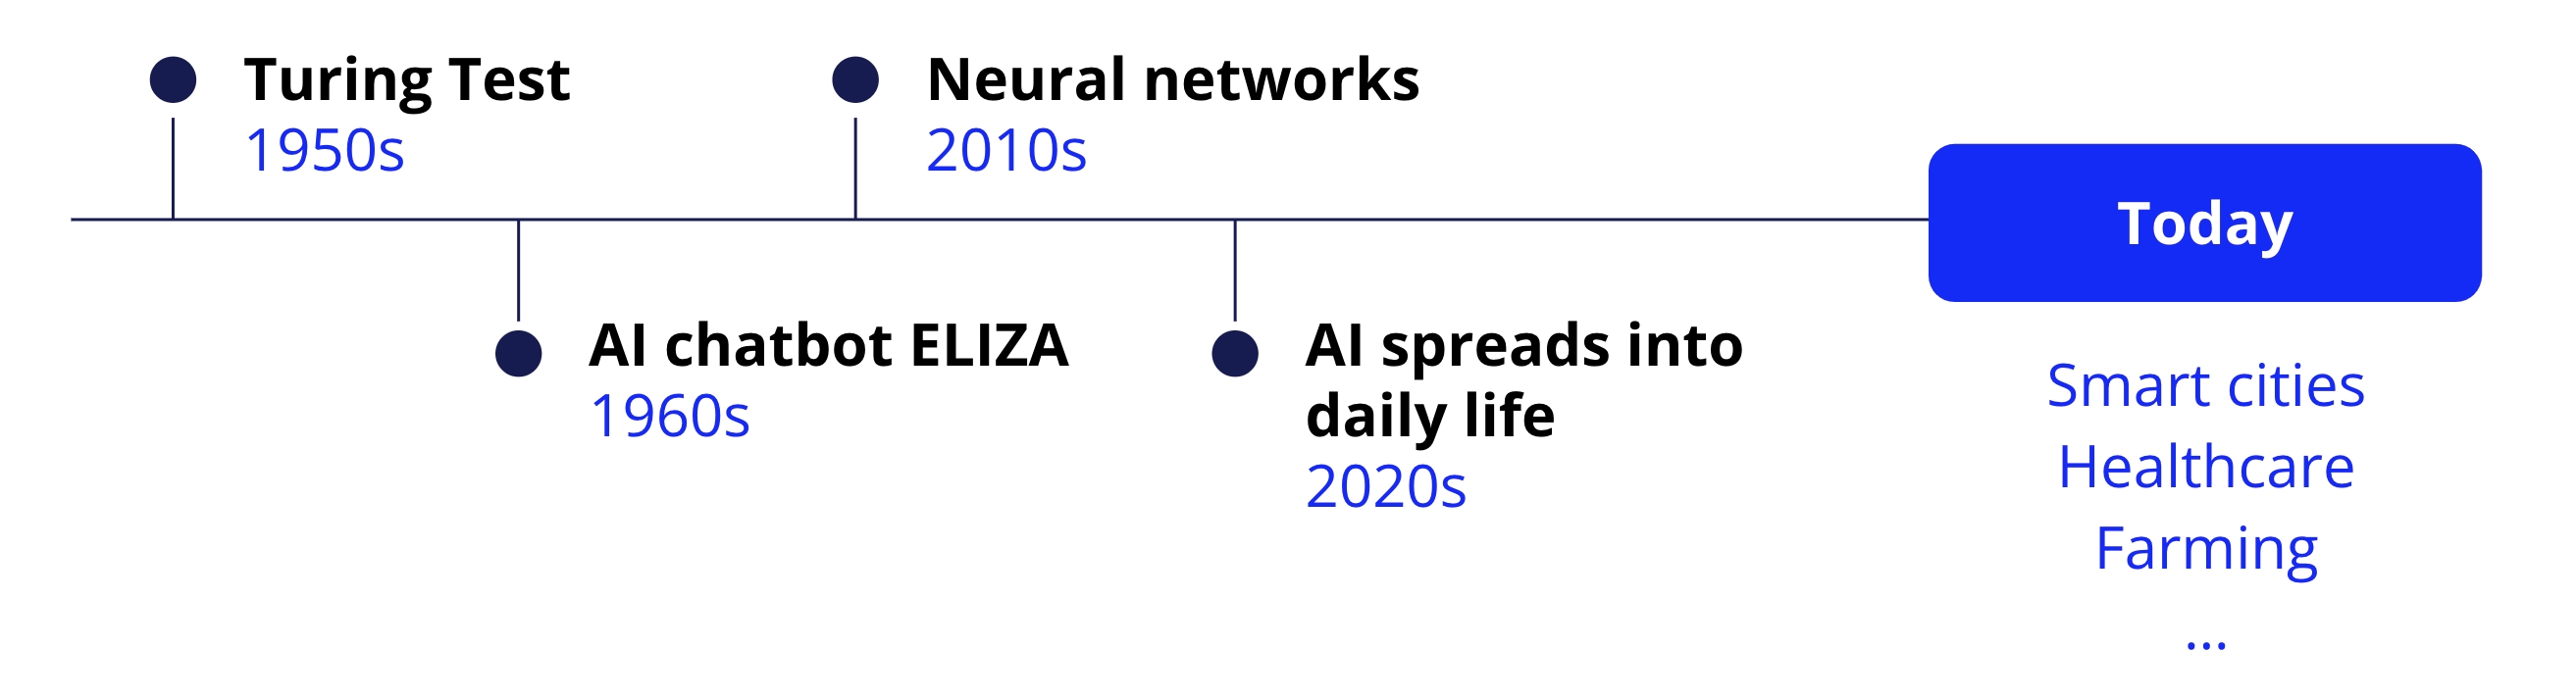 Turing Test
1950s
Neural networks
2010s
AI chatbot ELIZA
1960s
AI spreads into
daily life
2020s
Today
Smart cities
Healthcare
Farming
...